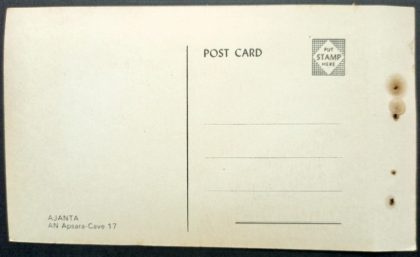 POST CARD
PUT
STAMP
HERE
AJANTA
AN Apsara-Cave 17